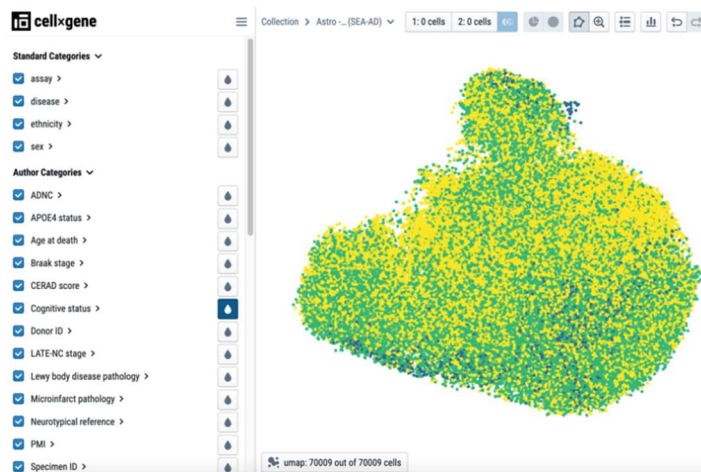 cell×gene
Collection > Astro -... (SEA-AD)
1: 0 cells
2: 0 cells
Standard Categories
assay >
disease >
ethnicity >
sex >
Author Categories
ADNC >
APOE4 status >
Age at death >
Braak stage >
CERAD score >
Cognitive status >
Donor ID >
LATE-NC stage >
Lewy body disease pathology >
Microinfarct pathology >
Neurotypical reference >
PMI >
Specimen ID >
umap: 70009 out of 70009 cells